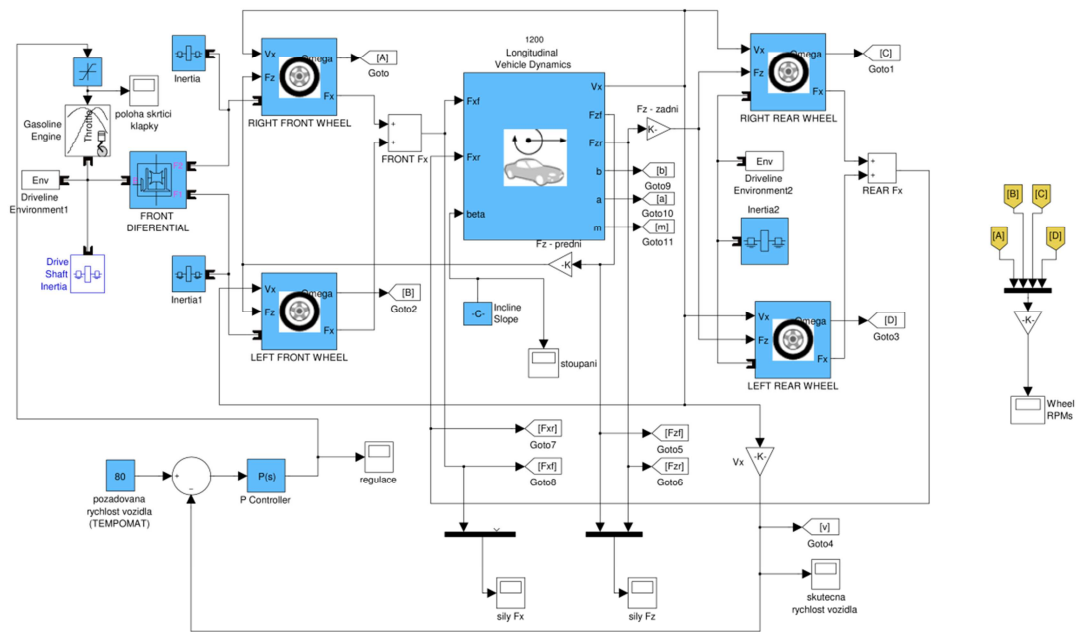 Inertia
Vx
Fz
Omega
Fx
RIGHT FRONT WHEEL
[A]
Goto
poloha skrtici
klapky
Gasoline
Engine
Throttle
Env
Driveline
Environment1
F2
F1
FRONT
DIFERENTIAL
Drive
Shaft
Inertia
Inertia1
Vx
Fz
Omega
Fx
LEFT FRONT WHEEL
[B]
Goto2
+
+
FRONT Fx
1200
Longitudinal
Vehicle Dynamics
Fxf
Fxr
beta
Vx
Fzf
Fzr
b
a
m
[b]
Goto9
[a]
Goto10
[m]
Goto11
Fz - zadni
-K-
Fz - predni
-K-
-C-
Incline
Slope
stoupani
Vx
Fz
Omega
Fx
RIGHT REAR WHEEL
[C]
Goto1
Env
Driveline
Environment2
Inertia2
+
+
REAR Fx
Vx
Fz
Omega
Fx
LEFT REAR WHEEL
[D]
Goto3
[B]
[C]
[A]
[D]
-K-
Wheel
RPMs
[Fxr]
Goto7
[Fxf]
Goto8
[Fzf]
Goto5
[Fzr]
Goto6
Vx
-K-
80
pozadovana
rychlost vozidla
(TEMPOMAT)
+
−
P(s)
P Controller
regulace
[v]
Goto4
skutecna
rychlost vozidla
sily Fx
sily Fz